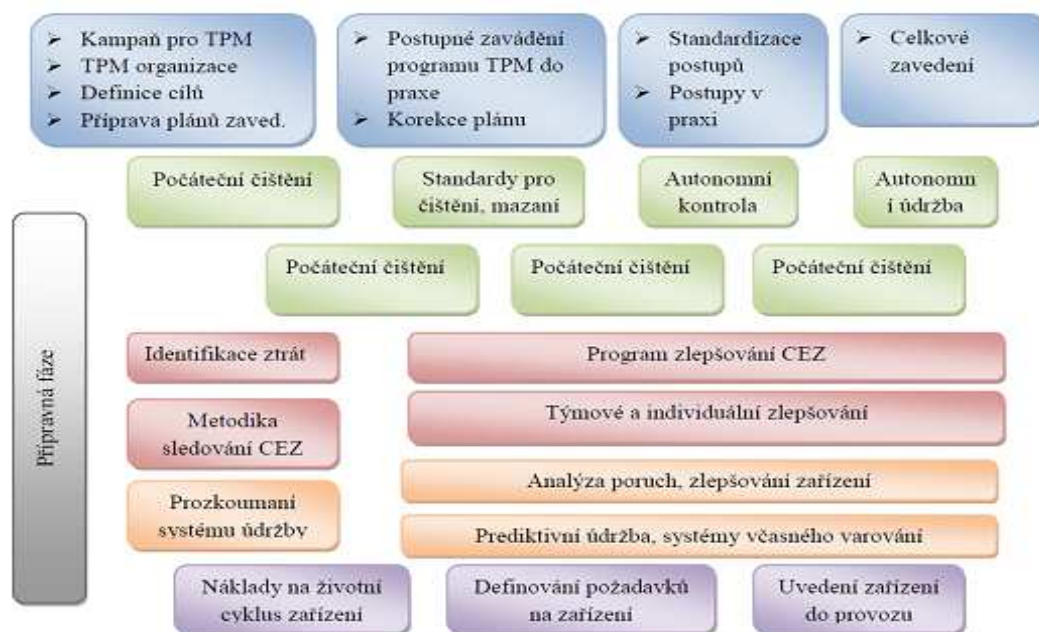 ➢ Kampaň pro TPM
➢ TPM organizace
➢ Definice cílů
➢ Příprava plánů zaved.
➢ Postupné zavádění
programu TPM do
praxe
➢ Korekce plánu
➢ Standardizace
postupů
➢ Postupy v
praxi
➢ Celkové
zavedení
Počáteční čištění
Standardy pro
čištění, mazaní
Autonomní
kontrola
Autonomn
í údržba
Počáteční čištění
Počáteční čištění
Počáteční čištění
Přípravná fáze
Identifikace ztrát
Program zlepšování CEZ
Metodika
sledování CEZ
Týmové a individuální zlepšování
Prozkoumaní
systému údržby
Analýza poruch, zlepšování zařízení
Prediktivní údržba, systémy včasného varování
Náklady na životní
cyklus zařízení
Definování požadavků
na zařízení
Uvedení zařízení
do provozu